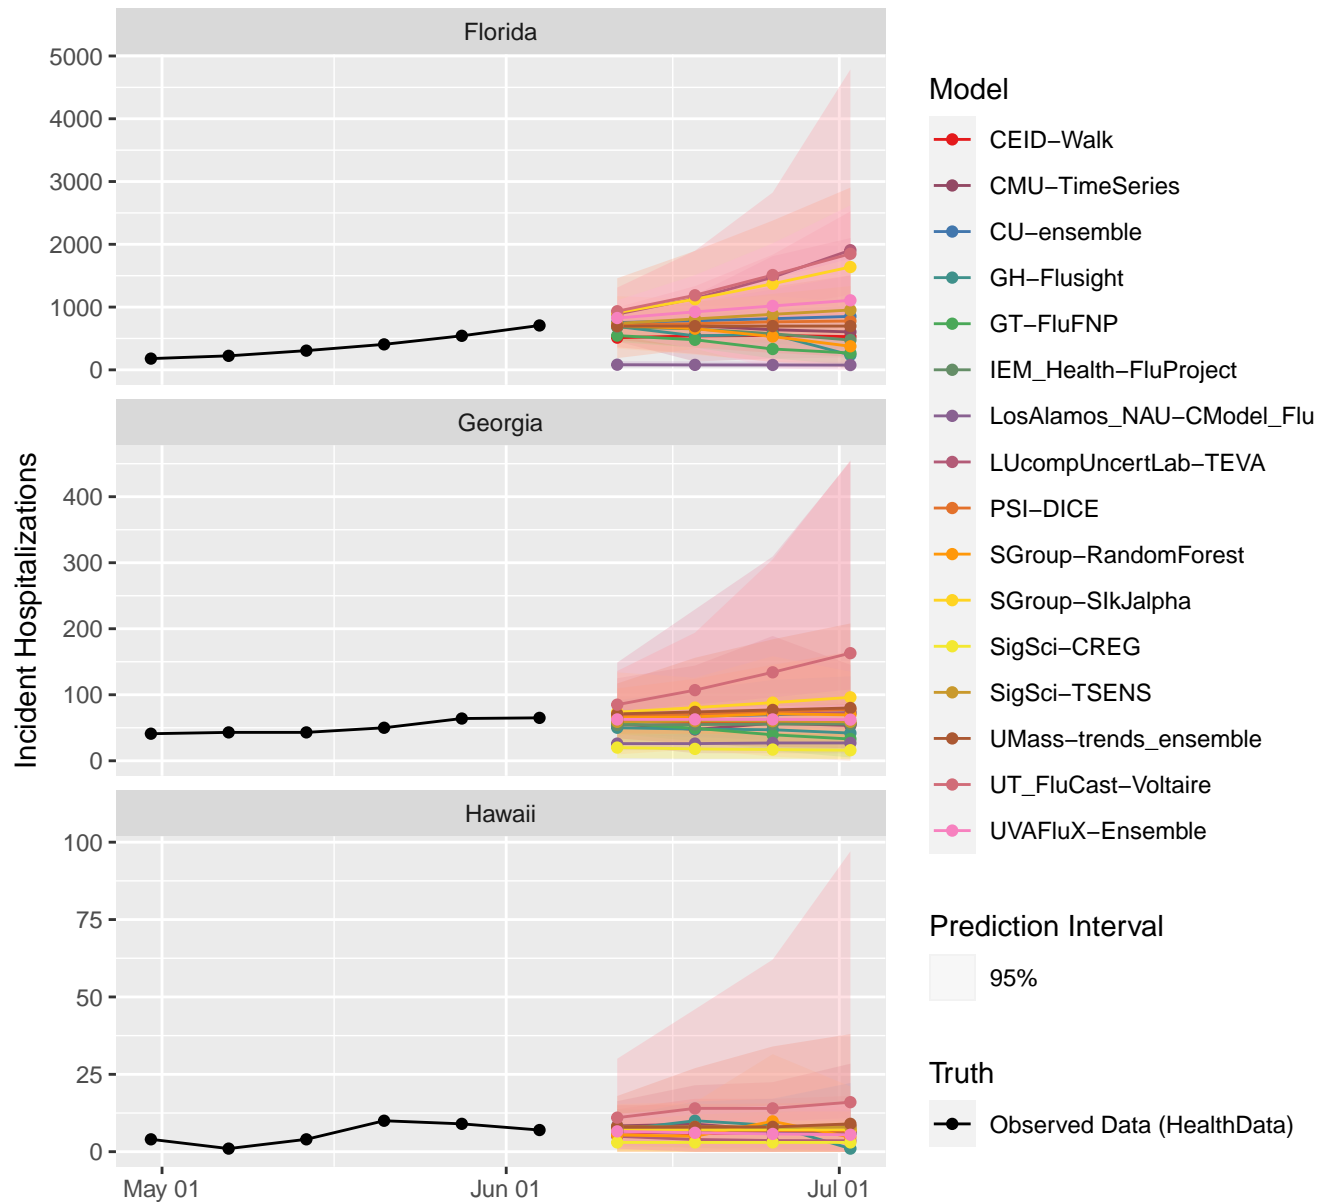 Florida
5000
4000
3000
2000
1000
0
Georgia
400
300
200
100
0
Hawaii
100
75
50
25
0
May 01
Jun 01
Jul 01
Incident Hospitalizations
Model
CEID−Walk
CMU−TimeSeries
CU−ensemble
GH−Flusight
GT−FluFNP
IEM_Health−FluProject
LosAlamos_NAU−CModel_Flu
LUcompUncertLab−TEVA
PSI−DICE
SGroup−RandomForest
SGroup−SIkJalpha
SigSci−CREG
SigSci−TSENS
UMass−trends_ensemble
UT_FluCast−Voltaire
UVAFluX−Ensemble
Prediction Interval
95%
Truth
Observed Data (HealthData)